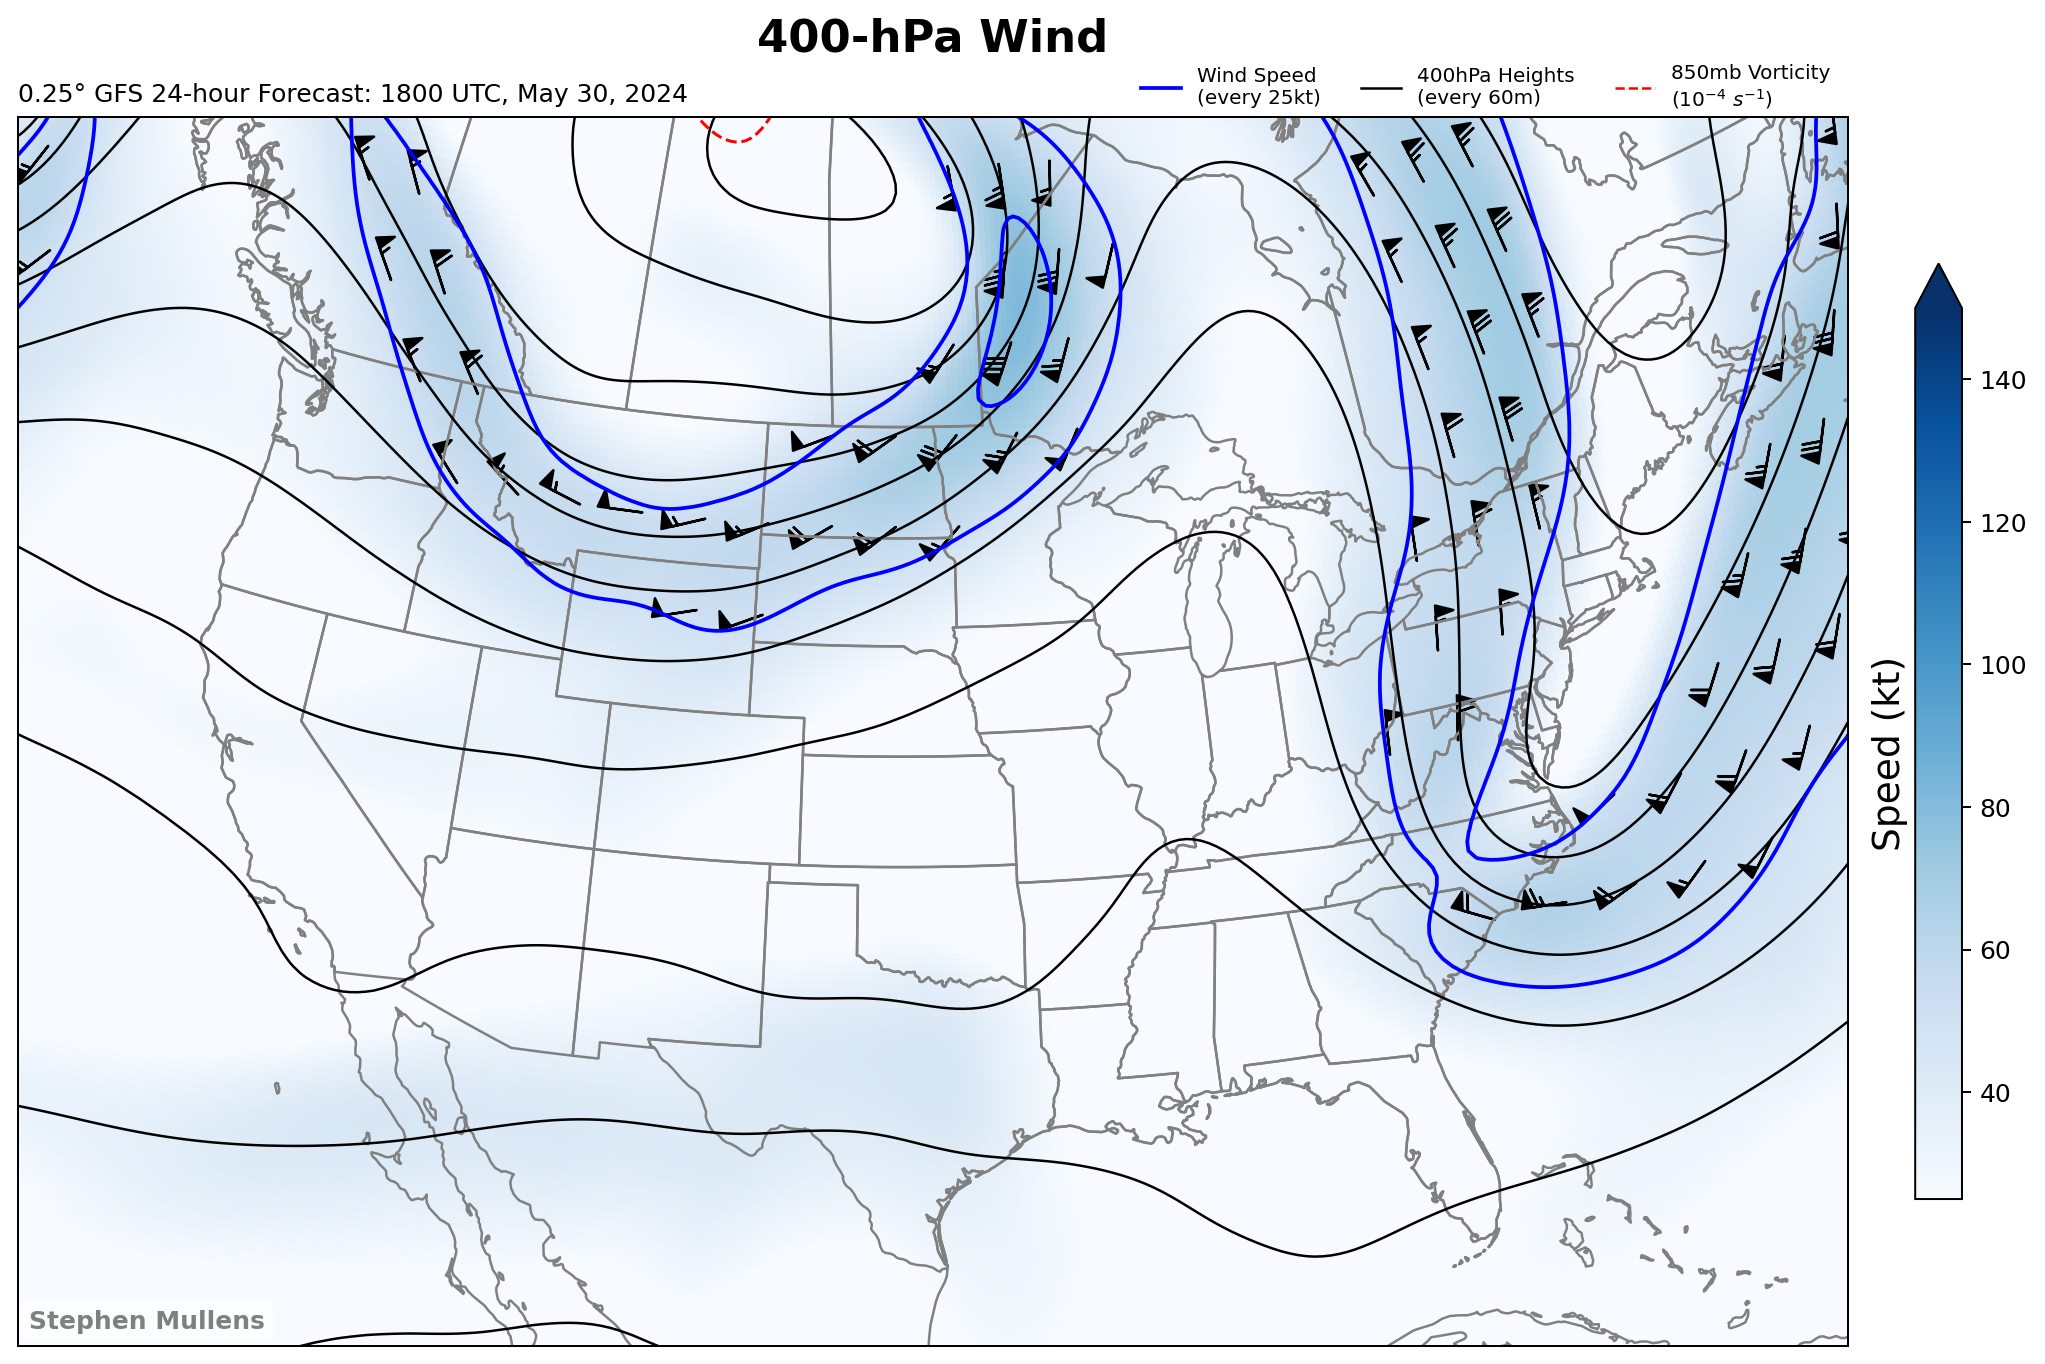 400-hPa Wind
0.25° GFS 24-hour Forecast: 1800 UTC, May 30, 2024
Wind Speed
(every 25kt)
400hPa Heights
(every 60m)
850mb Vorticity
(10⁻⁴ s⁻¹)
140
120
100
80
60
40
Speed (kt)
Stephen Mullens